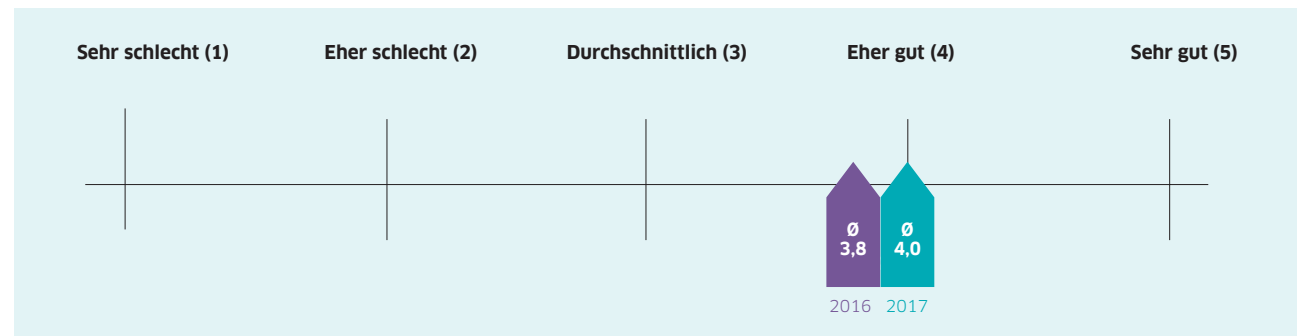 Sehr schlecht (1) Eher schlecht (2) Durchschnittlich (3) Eher gut (4) Sehr gut (5)
Ø Ø
3,8 4,0
2016 2017